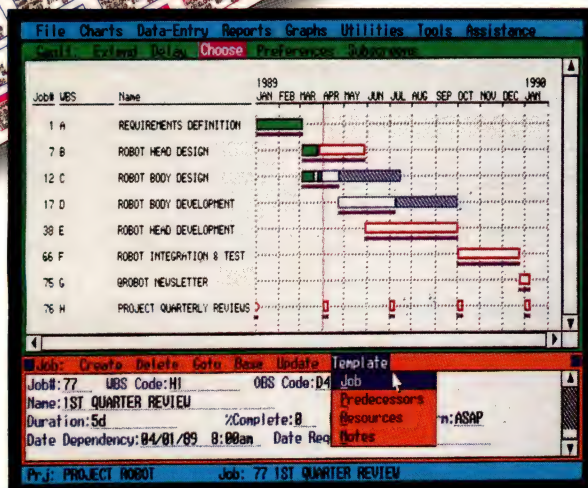 File Charts Data-Entry Reports Graphs Utilities Tools Assistance
Gantt: Extend Delay Choose Preferences Subscreens
1989 1990
Job# WBS Name JAN FEB MAR APR MAY JUN JUL AUG SEP OCT NOV DEC JAN
1 A REQUIREMENTS DEFINITION
7 B ROBOT HEAD DESIGN
12 C ROBOT BODY DESIGN
17 D ROBOT BODY DEVELOPMENT
38 E ROBOT HEAD DEVELOPMENT
66 F ROBOT INTEGRATION & TEST
75 G QROBOT NEWSLETTER
76 H PROJECT QUARTERLY REVIEWS
Job: Create Delete Goto Base Update Template
Job#:77 WBS Code:H1 OBS Code:D4 Job
Name:1ST QUARTER REVIEW Predecessors
Duration:5d %Complete:0 Resources m:ASAP
Date Dependency:04/01/89 8:00am Date Req Notes
Prj: PROJECT ROBOT Job: 77 1ST QUARTER REVIEW